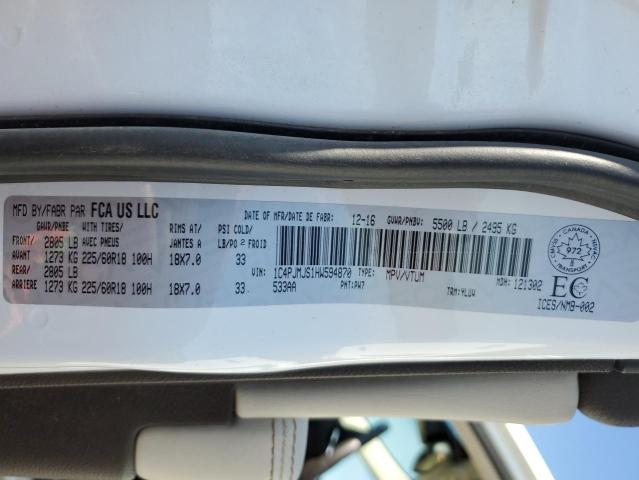 MFD BY/FABR PAR FCA US LLC
DATE OF MFR/DATE DE FABR: 12-16 GVWR/PNBV: 5500 LB / 2495 KG
GAWR/PNBE WITH TIRES/ RIMS AT/ PSI COLD/
FRONT/ 2805 LB AVEC PNEUS JANTES A LB/PO2 FROID
AVANT 1273 KG 225/60R18 100H 18X7.0 33
REAR/ 2805 LB
ARRIERE 1273 KG 225/60R18 100H 18X7.0 33
VIN: 1C4PJMJS1HW594870 TYPE: MPV/VTUM MDH: 121302
533AA PNT: PW7 TRM: YLUW
CMVSS CANADA NSVAC
972
5
EC
ICES/NMB-002